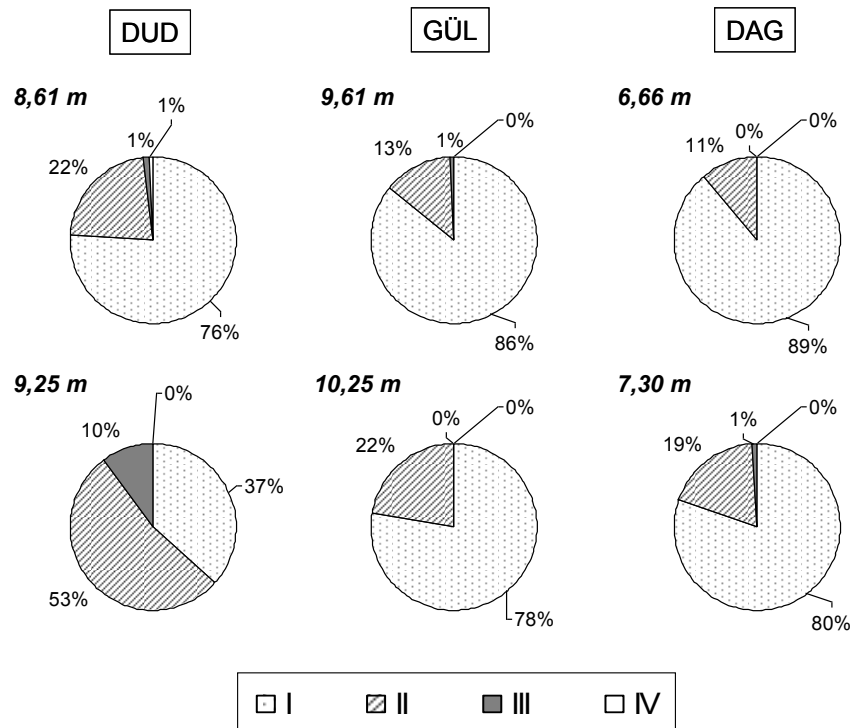 DUD
GÜL
DAG
8,61 m
1%
1%
22%
76%
9,61 m
0%
1%
13%
86%
6,66 m
0%
0%
11%
89%
9,25 m
0%
10%
37%
53%
10,25 m
0%
0%
22%
78%
7,30 m
0%
1%
19%
80%
I II III IV